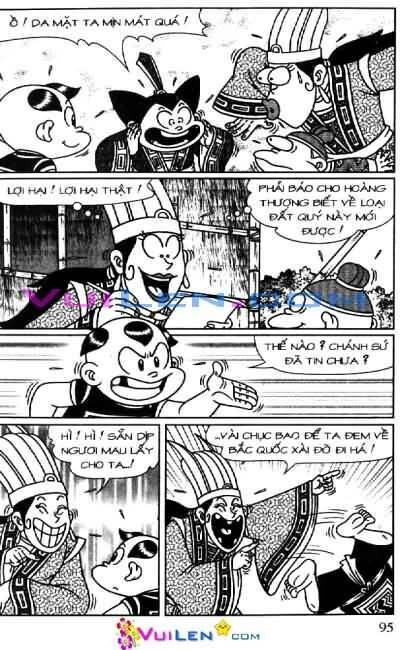 Ồ! DA MẶT TA MỊN MÁT QUÁ!
LỢI HẠI! LỢI HẠI THẬT!
PHẢI BẢO CHO HOÀNG
THƯỢNG BIẾT VỀ LOẠI
ĐẤT QUÝ NÀY MỚI
ĐƯỢC!
VUILEN.COM
THẾ NÀO? CHÁNH SỨ
ĐÃ TIN CHƯA?
HÌ! HÌ! SẴN DỊP
NGƯƠI MAU LẤY
CHO TA..!
..VÀI CHỤC BAO ĐỂ TA ĐEM VỀ
BẮC QUỐC XÀI ĐỠ ĐI HÁ!
95
VUILEN.COM